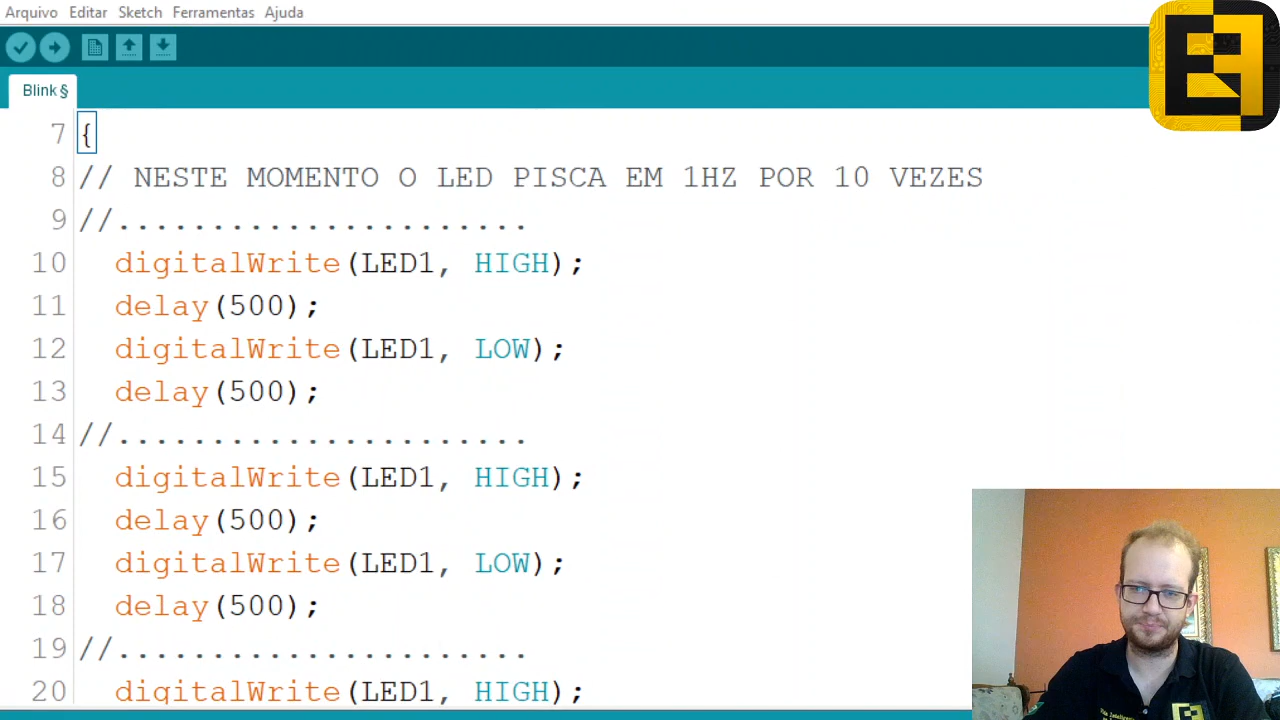 Arquivo Editar Sketch Ferramentas Ajuda
Blink §
7 {
8 // NESTE MOMENTO O LED PISCA EM 1HZ POR 10 VEZES
9 //......................
10 digitalWrite(LED1, HIGH);
11 delay(500);
12 digitalWrite(LED1, LOW);
13 delay(500);
14 //......................
15 digitalWrite(LED1, HIGH);
16 delay(500);
17 digitalWrite(LED1, LOW);
18 delay(500);
19 //......................
20 digitalWrite(LED1, HIGH);